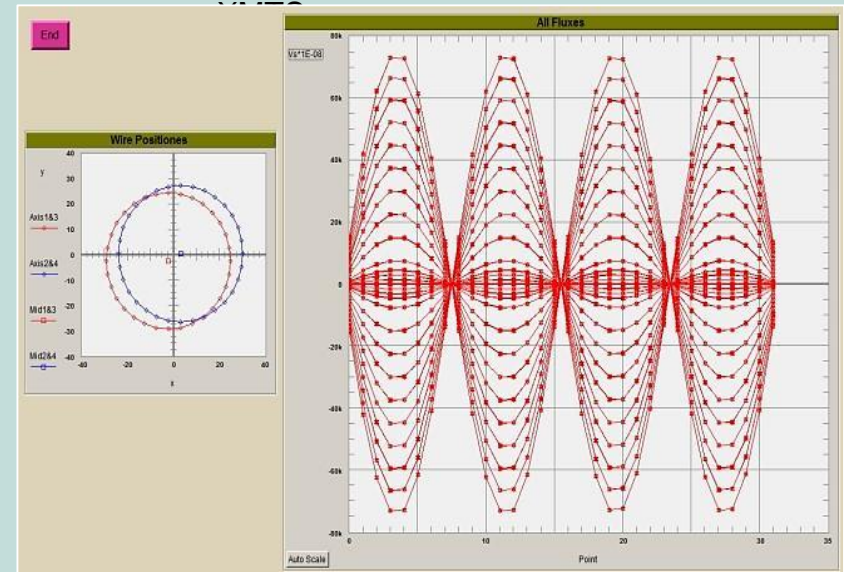 End
All Fluxes
Vs*1E-08
80k
60k
40k
20k
0
-20k
-40k
-60k
-80k
0
10
20
30
35
Point
Auto Scale
Wire Positiones
y
40
30
20
10
0
-10
-20
-30
-40
-40
-20
0
20
40
x
Axis1&3
Axis2&4
Mid1&3
Mid2&4